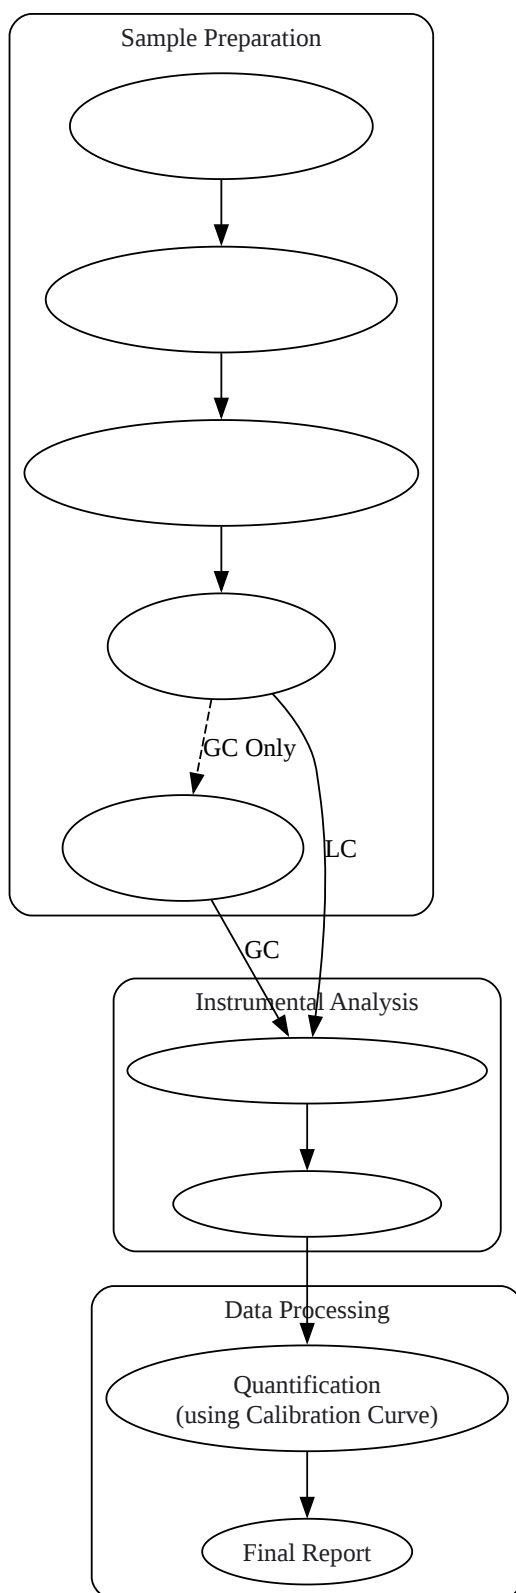 Sample Preparation
GC Only
LC
GC
Instrumental Analysis
Data Processing
Quantification
(using Calibration Curve)
Final Report